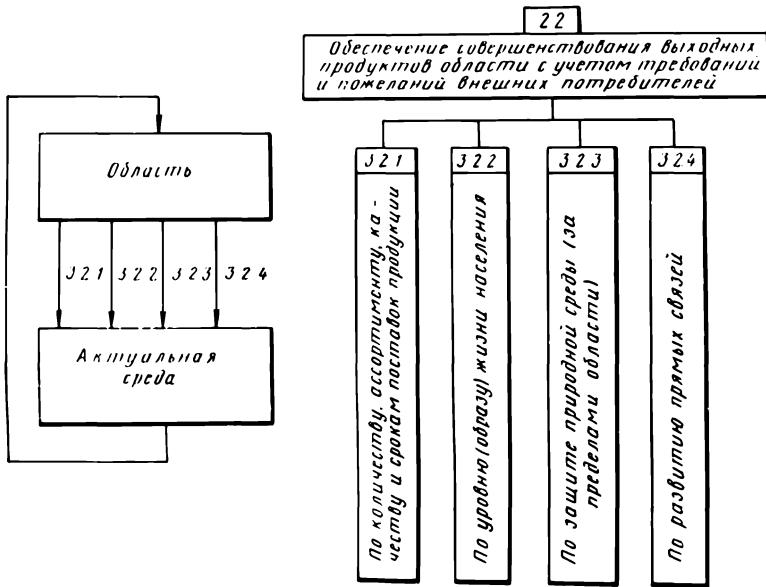 22
Обеспечение совершенствования выходных
продуктов области с учетом требований
и пожеланий внешних потребителей
Область
321
322
323
324
Актуальная
среда
321
По количеству, ассортименту, ка-
честву и срокам поставок продукции
322
По уровню (образу) жизни населения
323
По защите природной среды (за
пределами области)
324
По развитию прямых связей